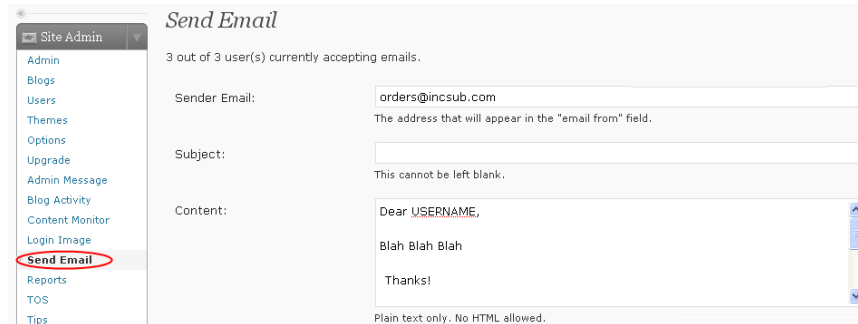 Send Email
Site Admin
3 out of 3 user(s) currently accepting emails.
Admin
Blogs
Users
Themes
Options
Upgrade
Admin Message
Blog Activity
Content Monitor
Login Image
Send Email
Reports
TOS
Tips
Sender Email:
orders@incsub.com
The address that will appear in the "email from" field.
Subject:
This cannot be left blank.
Content:
Dear USERNAME,
Blah Blah Blah
Thanks!
Plain text only. No HTML allowed.